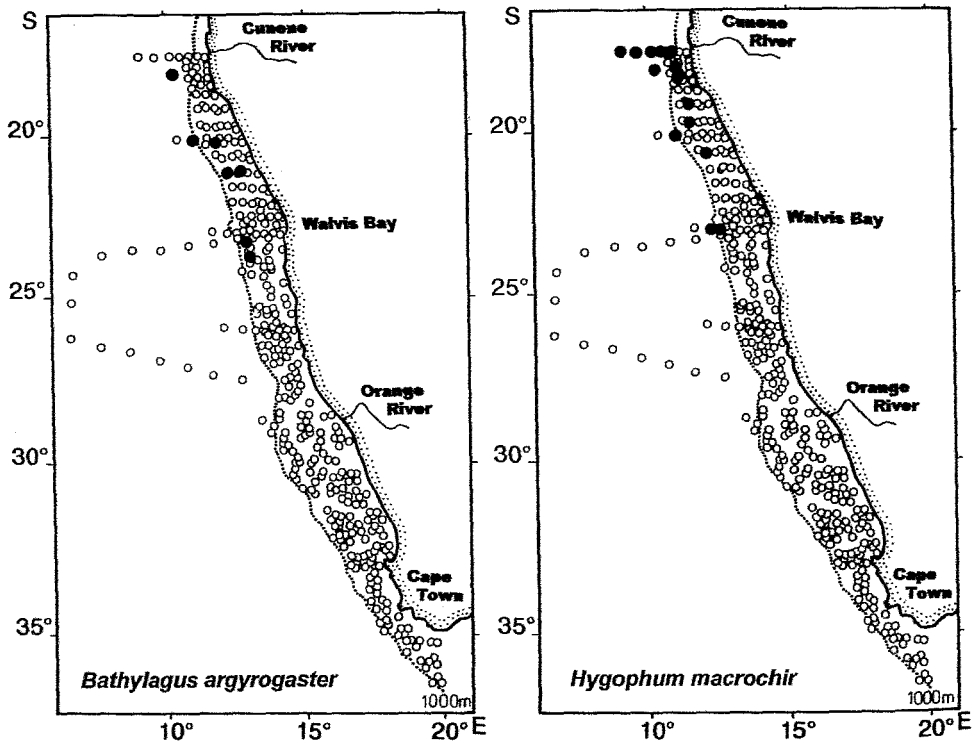 S
Cunene
River
20°
Walvis Bay
25°
Orange
River
30°
Cape
Town
35°
Bathylagus argyrogaster
1000m
10° 15° 20° E
S
Cunene
River
20°
Walvis Bay
25°
Orange
River
30°
Cape
Town
35°
Hygophum macrochir
1000m
10° 15° 20° E